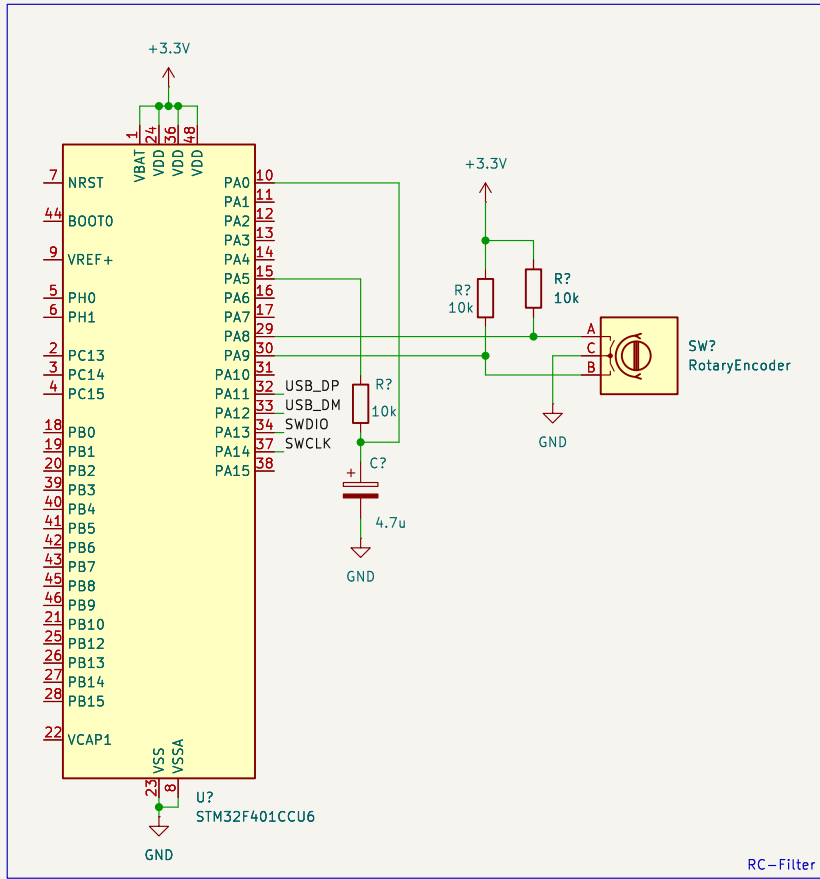 +3.3V
1
24
36
48
VBAT
VDD
VDD
VDD
7 NRST
44 BOOT0
9 VREF+
5 PH0
6 PH1
2 PC13
3 PC14
4 PC15
18 PB0
19 PB1
20 PB2
39 PB3
40 PB4
41 PB5
42 PB6
43 PB7
45 PB8
46 PB9
21 PB10
25 PB12
26 PB13
27 PB14
28 PB15
22 VCAP1
PA0 10
PA1 11
PA2 12
PA3 13
PA4 14
PA5 15
PA6 16
PA7 17
PA8 29
PA9 30
PA10 31
PA11 32 USB_DP
PA12 33 USB_DM
PA13 34 SWDIO
PA14 37 SWCLK
PA15 38
VSS
VSSA
23
8
U?
STM32F401CCU6
GND
R?
10k
C?
+
4.7u
GND
+3.3V
R?
10k
R?
10k
A
C
B
SW?
RotaryEncoder
GND
RC-Filter